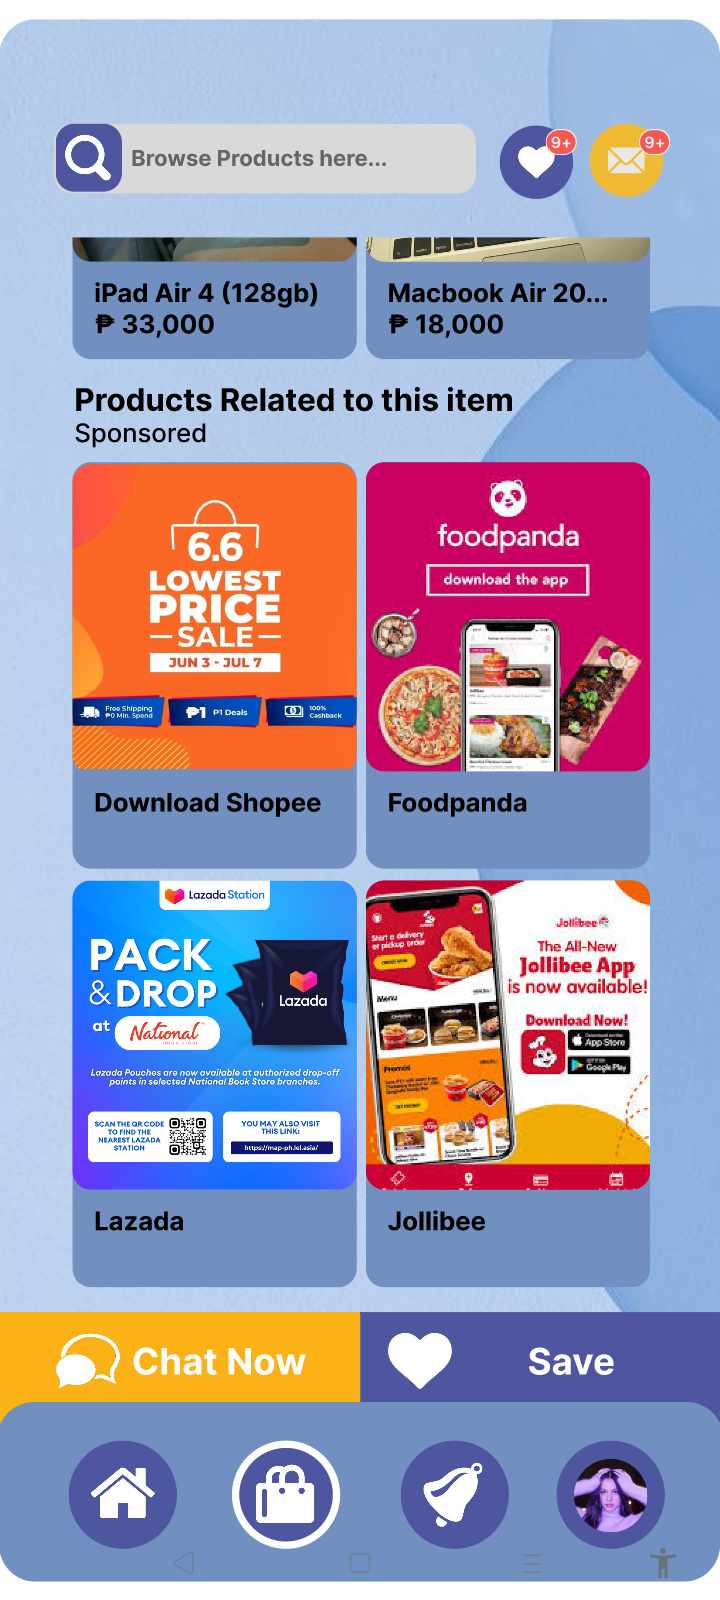 Browse Products here...
9+
9+
iPad Air 4 (128gb)
₱ 33,000
Macbook Air 20...
₱ 18,000
Products Related to this item
Sponsored
6.6
LOWEST
PRICE
SALE
JUN 3 - JUL 7
Free Shipping
₱0 Min. Spend
₱1
P1 Deals
100%
Cashback
foodpanda
download the app
Download Shopee
Foodpanda
Lazada Station
PACK
& DROP
at National
Lazada
Lazada Pouches are now available at authorized drop-off
points in selected National Book Store branches.
SCAN THE QR CODE
TO FIND THE
NEAREST LAZADA
STATION
YOU MAY ALSO VISIT
THIS LINK:
https://map-ph.lel.asia/
Start a delivery
or pickup order
Menu
Promos
Jollibee
The All-New
Jollibee App
is now available!
Download Now!
App Store
Google Play
Lazada
Jollibee
Chat Now
Save